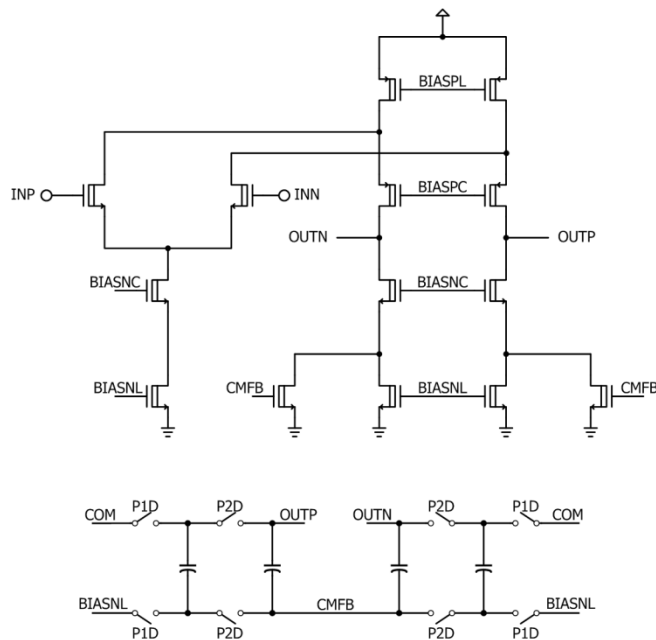 BIASPL
INP INN BIASPC
OUTN OUTP
BIASNC BIASNC
BIASNL CMFB BIASNL CMFB
P1D P2D P2D P1D
COM OUTP OUTN COM
BIASNL CMFB BIASNL
P1D P2D P2D P1D